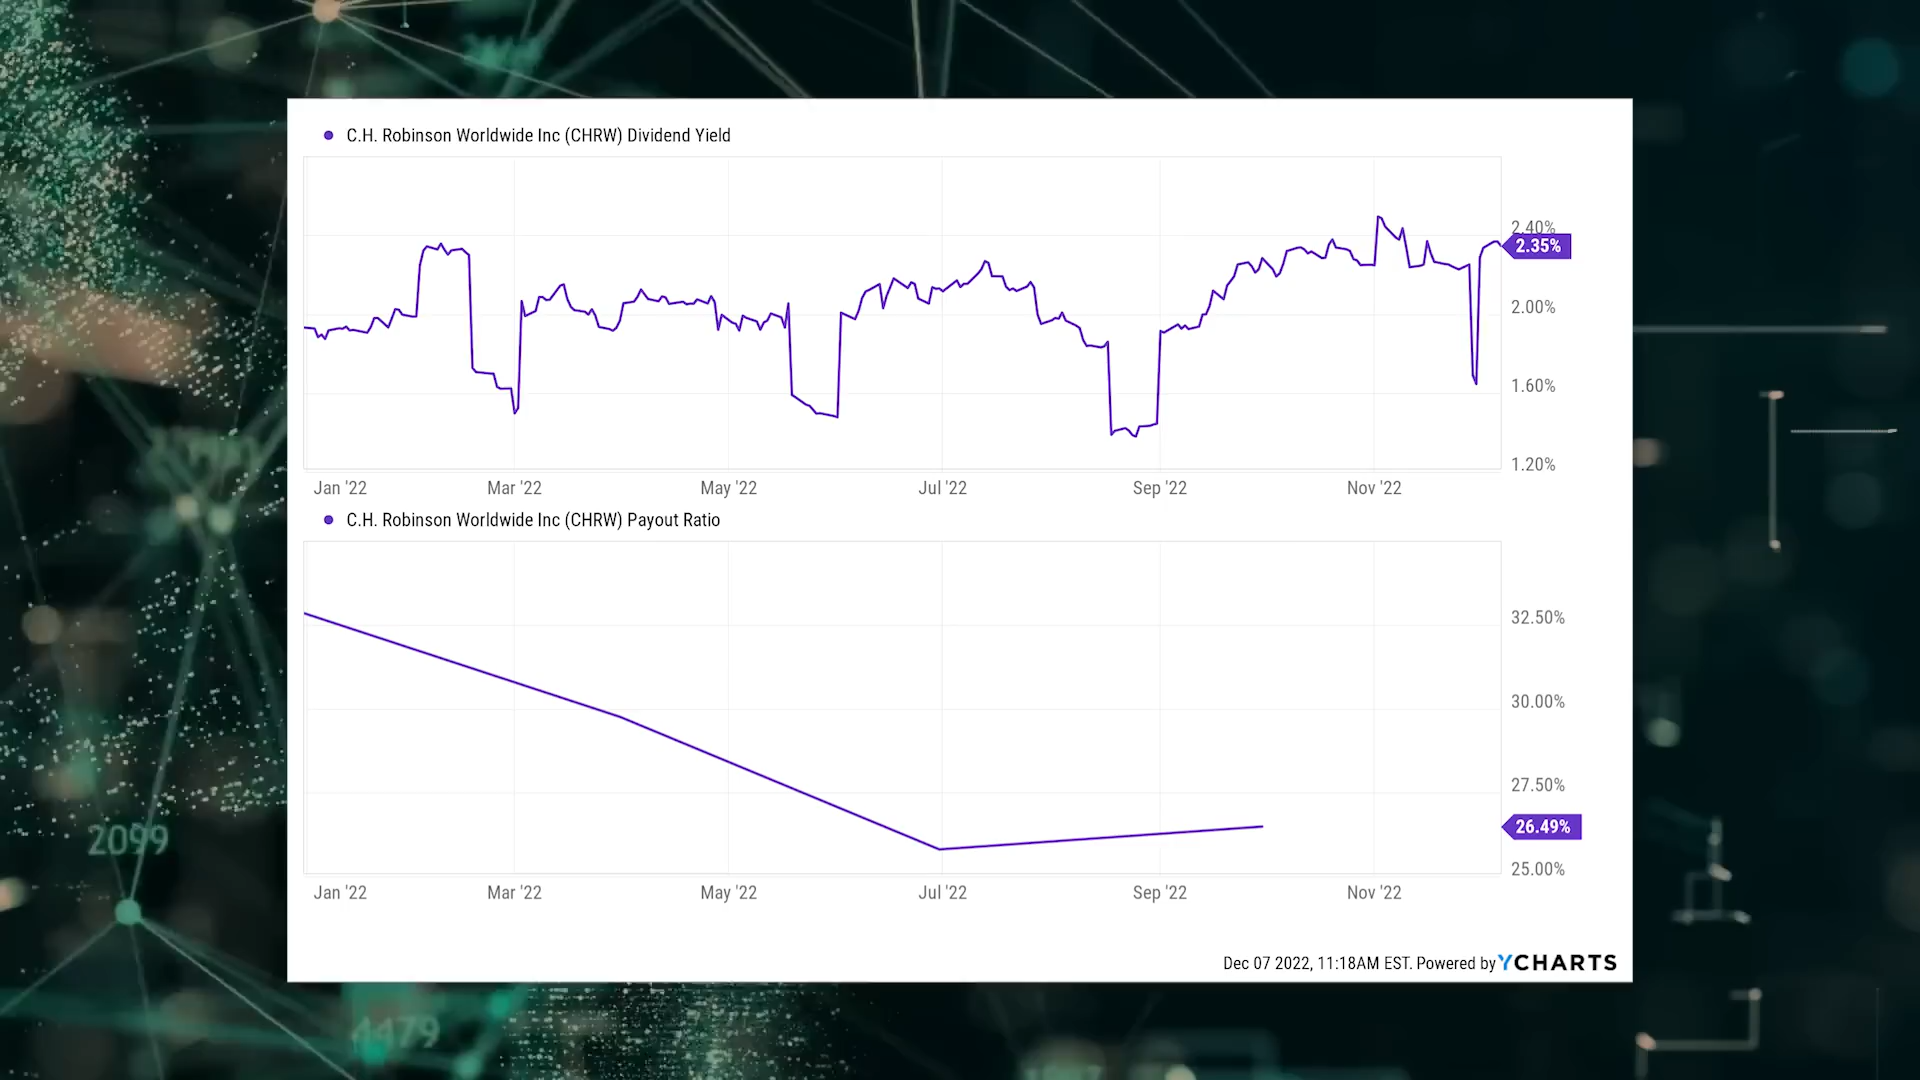 C.H. Robinson Worldwide Inc (CHRW) Dividend Yield
2.40%
2.35%
2.00%
1.60%
1.20%
Jan '22 Mar '22 May '22 Jul '22 Sep '22 Nov '22
C.H. Robinson Worldwide Inc (CHRW) Payout Ratio
32.50%
30.00%
27.50%
26.49%
25.00%
Jan '22 Mar '22 May '22 Jul '22 Sep '22 Nov '22
Dec 07 2022, 11:18AM EST. Powered by YCHARTS
2099
4479